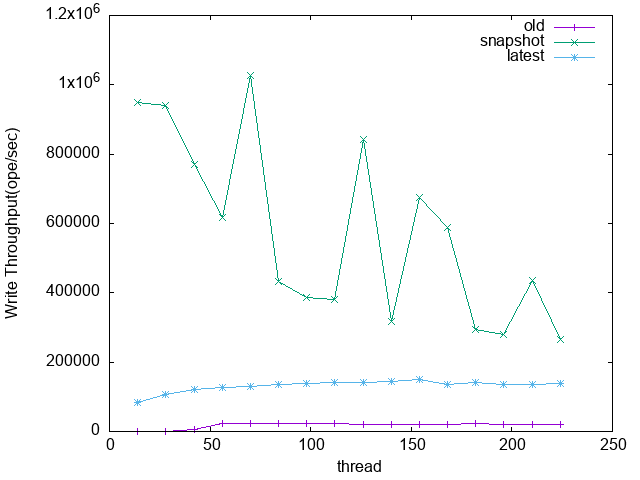 1.2x10^6
1x10^6
800000
600000
400000
200000
0
0 50 100 150 200 250
Write Throughput(ope/sec)
thread
old
snapshot
latest